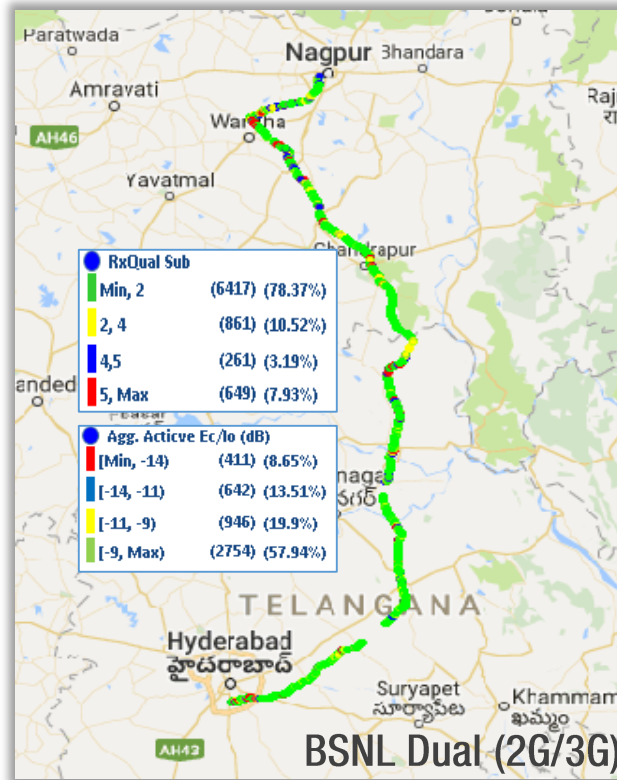 Paratwada
Nagpur
Bhandara
Amravati
Wardha
AH46
Yavatmal
Chandrapur
RxQual Sub
Min, 2 (6417) (78.37%)
2, 4 (861) (10.52%)
4,5 (261) (3.19%)
5, Max (649) (7.93%)
anded
Agg. Acticve Ec/Io (dB)
[Min, -14) (411) (8.65%)
[-14, -11) (642) (13.51%)
[-11, -9) (946) (19.9%)
[-9, Max) (2754) (57.94%)
TELANGANA
Hyderabad
హైదరాబాద్
Suryapet
సూర్యాపేట
Khammam
ఖమ్మం
AH43
BSNL Dual (2G/3G)